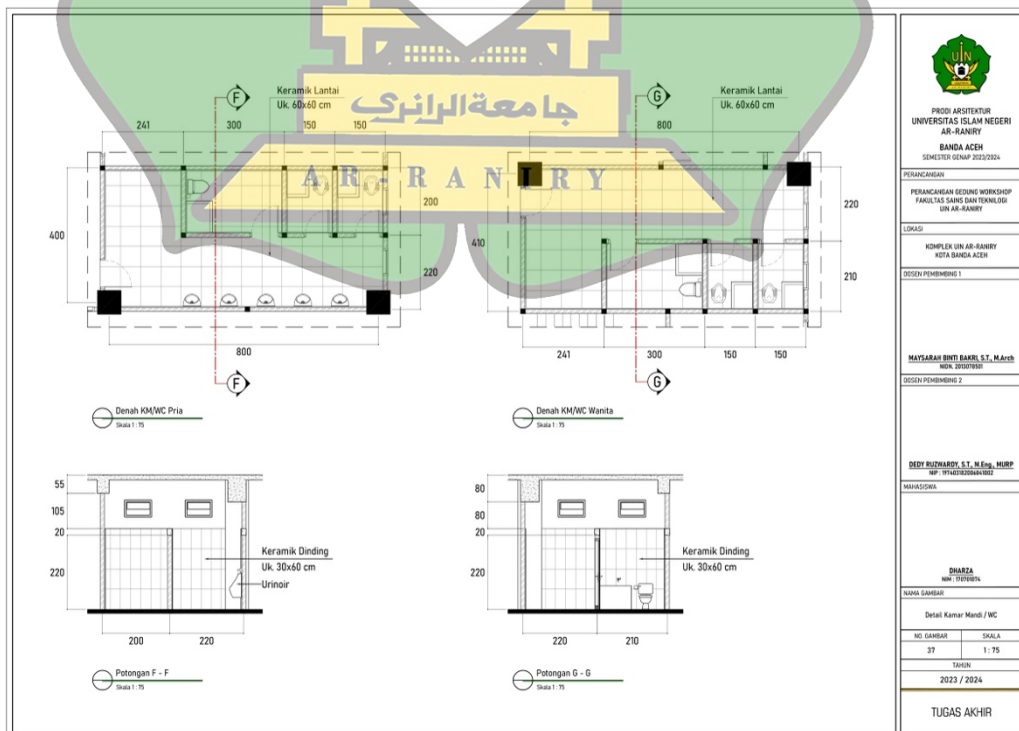 F
Keramik Lantai
Uk. 60x60 cm
241
300
150
150
400
200
220
800
F
Denah KM/WC Pria
Skala 1 : 75
G
Keramik Lantai
Uk. 60x60 cm
800
410
220
210
241
300
150
150
G
Denah KM/WC Wanita
Skala 1 : 75
جامعة الرانري
AR-RANIRY
55
105
20
220
Keramik Dinding
Uk. 30x60 cm
Urinoir
200
220
Potongan F - F
Skala 1 : 75
80
80
20
220
Keramik Dinding
Uk. 30x60 cm
220
210
Potongan G - G
Skala 1 : 75
UIN
PRODI ARSITEKTUR
UNIVERSITAS ISLAM NEGERI
AR-RANIRY
BANDA ACEH
SEMESTER GENAP 2023/2024
PERANCANGAN
PERANCANGAN GEDUNG WORKSHOP
FAKULTAS SAINS DAN TEKNILOGI
UIN AR-RANIRY
LOKASI
KOMPLEK UIN AR-RANIRY
KOTA BANDA ACEH
DOSEN PEMBIMBING 1
MAYSARAH BINTI BAKRI, S.T., M.Arch
NIDN. 2013078501
DOSEN PEMBIMBING 2
DEDY RUZWARDY, S.T., M.Eng., MURP
MAHASISWA
DHARZA
NAMA GAMBAR
Detail Kamar Mandi / WC
NO. GAMBAR
SKALA
37
1 : 75
TAHUN
2023 / 2024
TUGAS AKHIR